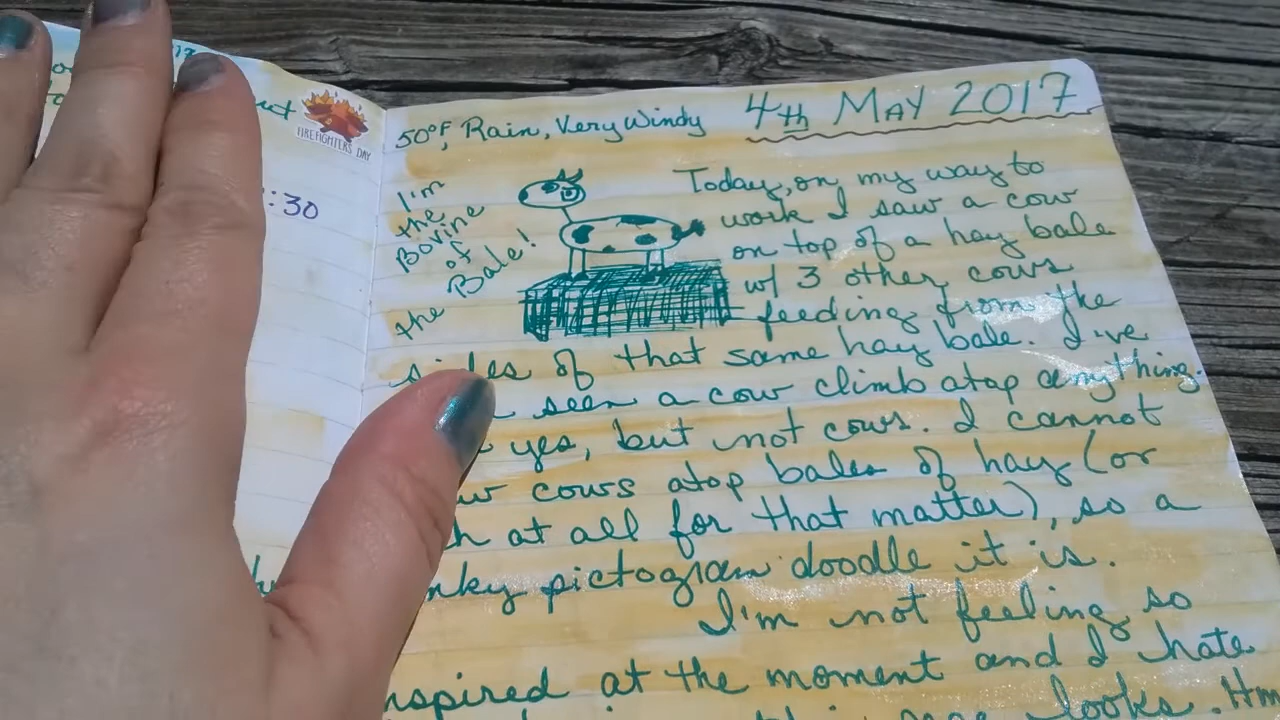 FIREFIGHTERS DAY
:30
50°F, Rain, Very Windy 4th MAY 2017
I'm
the
Bovine
of
the Bale!
Today, on my way to
work I saw a cow
on top of a hay bale
w/ 3 other cows
feeding from the
sides of that same hay bale. I've
seen a cow climb atop anything.
yes, but not cows. I cannot
cows atop bales of hay (or
at all for that matter), so a
pictogram doodle it is.
I'm not feeling so
inspired at the moment and I hate
looks. Hm